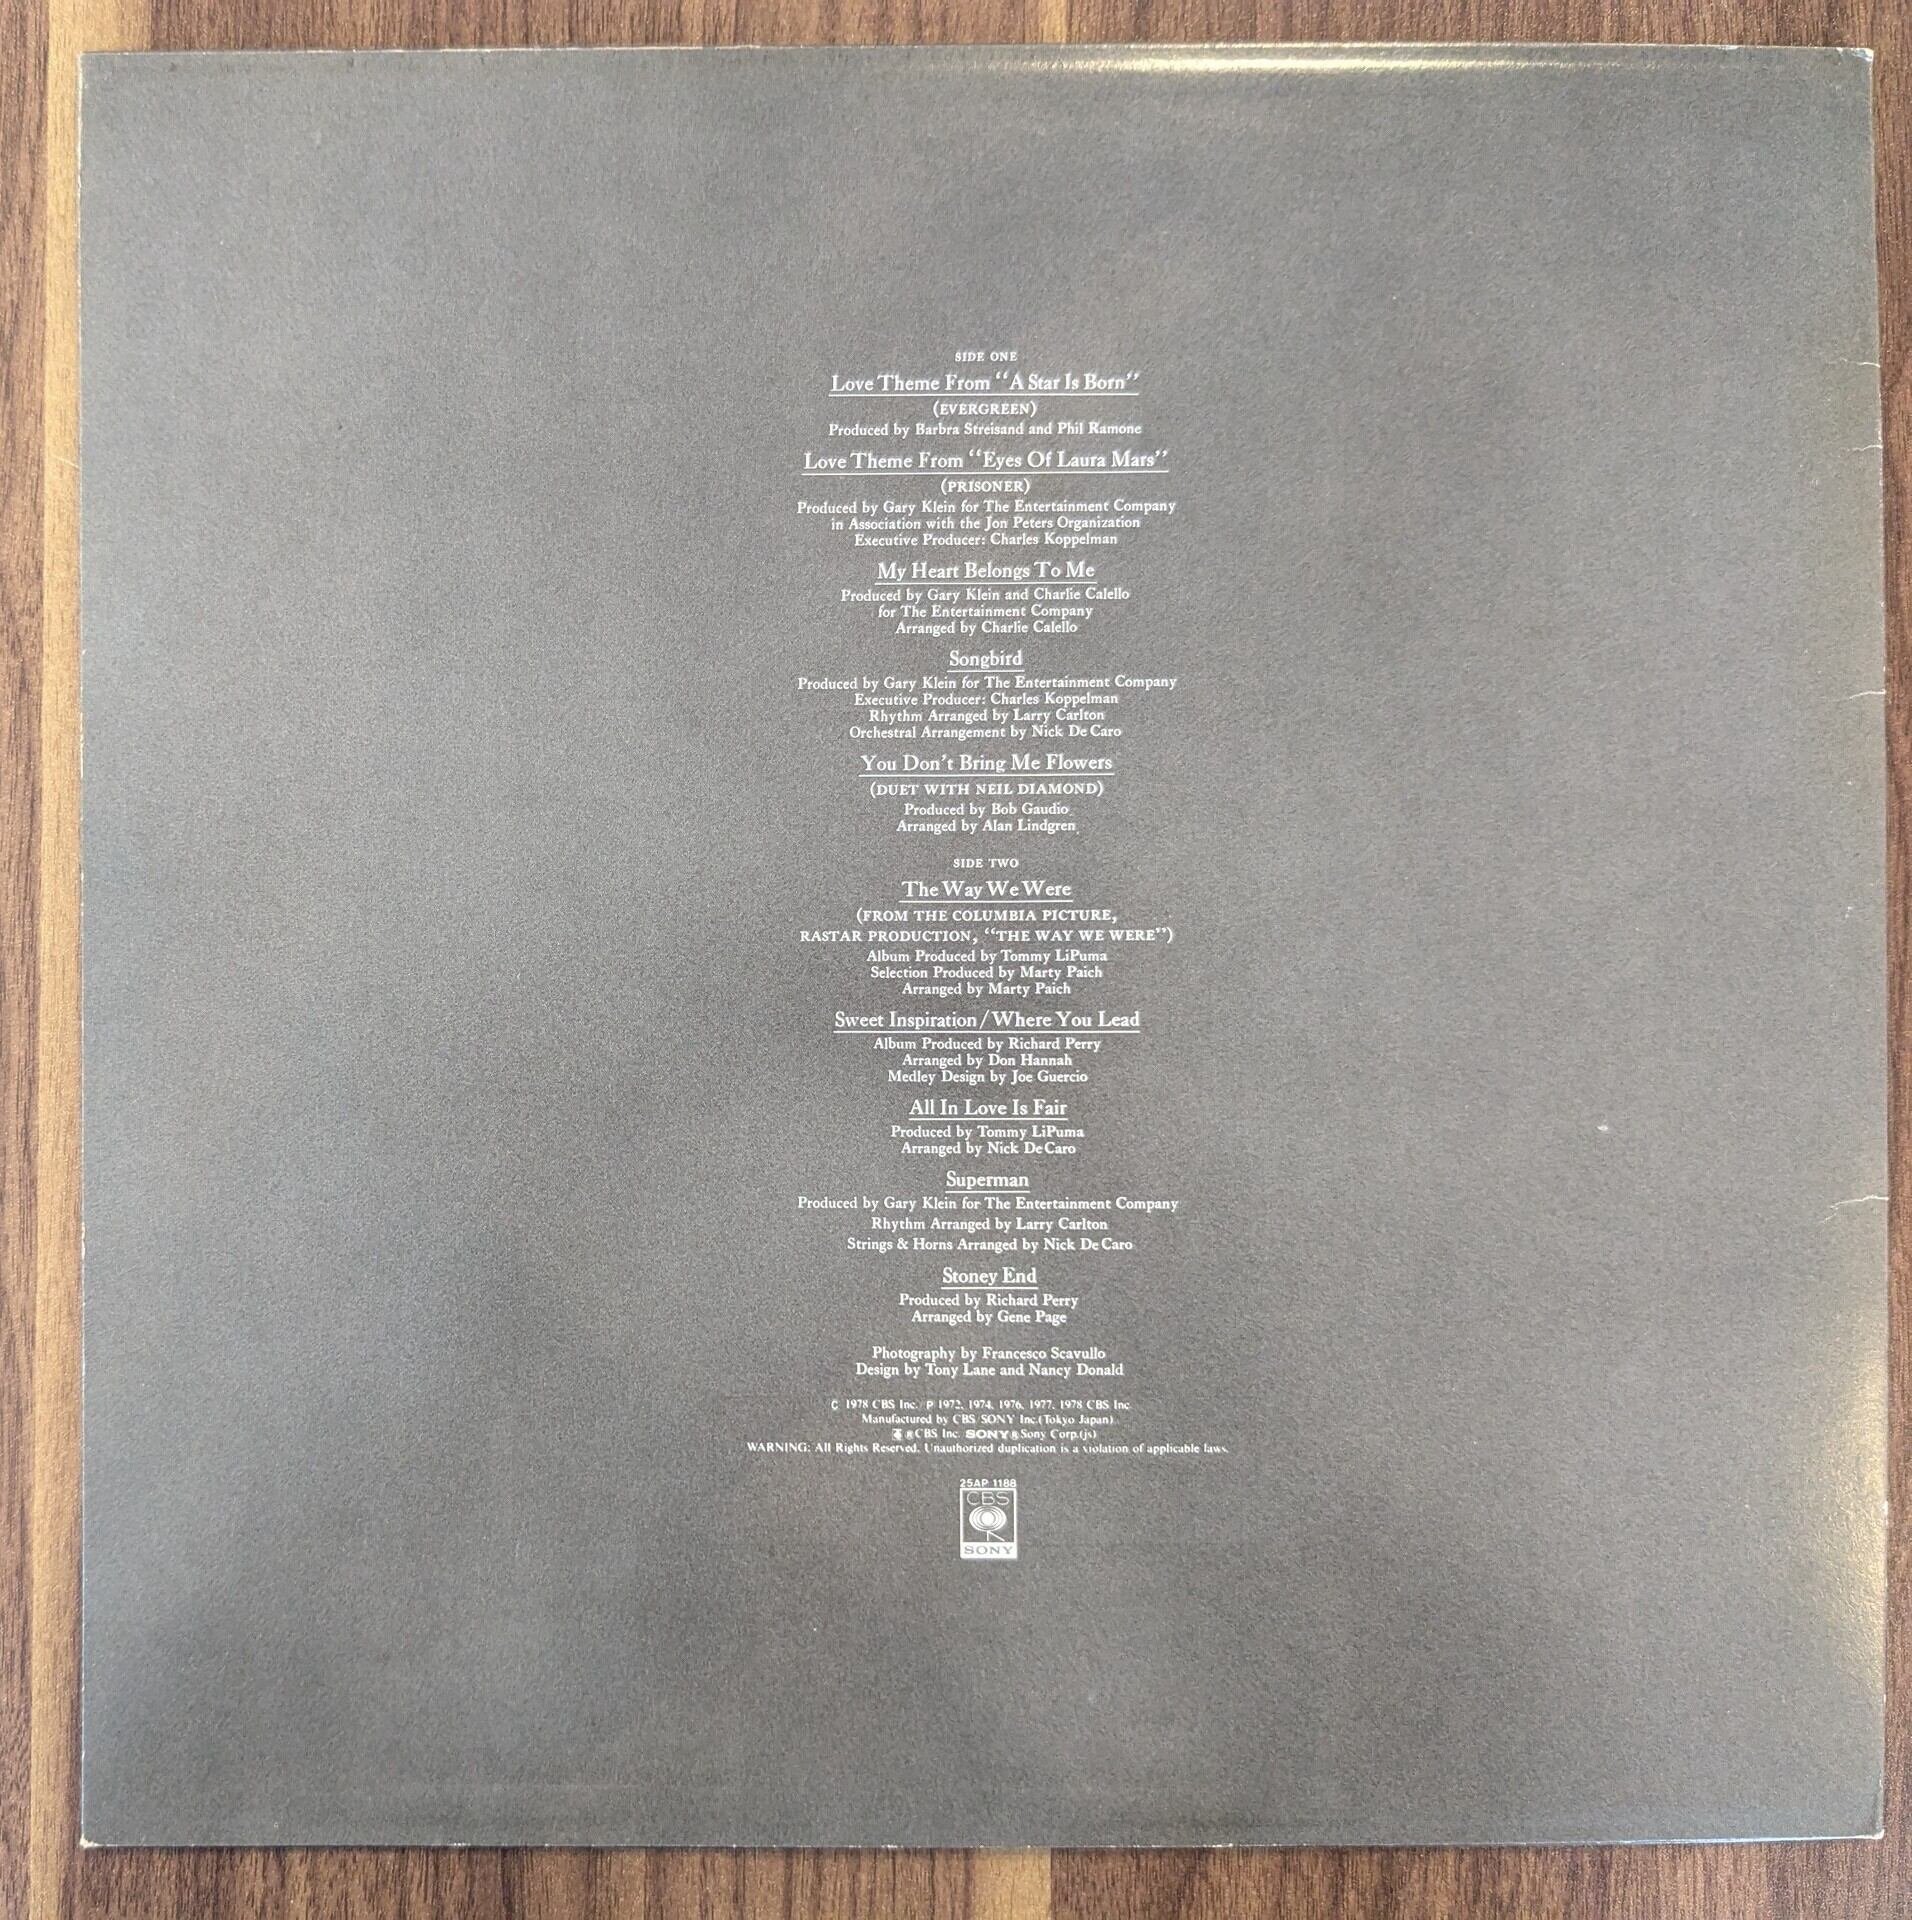 SIDE ONE
Love Theme From “A Star Is Born”
(EVERGREEN)
Produced by Barbra Streisand and Phil Ramone
Love Theme From “Eyes Of Laura Mars”
(PRISONER)
Produced by Gary Klein for The Entertainment Company
in Association with the Jon Peters Organization
Executive Producer: Charles Koppelman
My Heart Belongs To Me
Produced by Gary Klein and Charlie Calello
for The Entertainment Company
Arranged by Charlie Calello
Songbird
Produced by Gary Klein for The Entertainment Company
Executive Producer: Charles Koppelman
Rhythm Arranged by Larry Carlton
Orchestral Arrangement by Nick De Caro
You Don't Bring Me Flowers
(DUET WITH NEIL DIAMOND)
Produced by Bob Gaudio
Arranged by Alan Lindgren
SIDE TWO
The Way We Were
(FROM THE COLUMBIA PICTURE,
RASTAR PRODUCTION, “THE WAY WE WERE”)
Album Produced by Tommy LiPuma
Selection Produced by Marty Paich
Arranged by Marty Paich
Sweet Inspiration/Where You Lead
Album Produced by Richard Perry
Arranged by Don Hannah
Medley Design by Joe Guercio
All In Love Is Fair
Produced by Tommy LiPuma
Arranged by Nick De Caro
Superman
Produced by Gary Klein for The Entertainment Company
Rhythm Arranged by Larry Carlton
Strings & Horns Arranged by Nick De Caro
Stoney End
Produced by Richard Perry
Arranged by Gene Page
Photography by Francesco Scavullo
Design by Tony Lane and Nancy Donald
C 1978 CBS Inc. P 1972, 1974, 1976, 1977, 1978 CBS Inc.
Manufactured by CBS/SONY Inc.(Tokyo Japan).
® CBS Inc. SONY ® Sony Corp.(js)
WARNING: All Rights Reserved. Unauthorized duplication is a violation of applicable laws.
25AP 1188
CBS
SONY